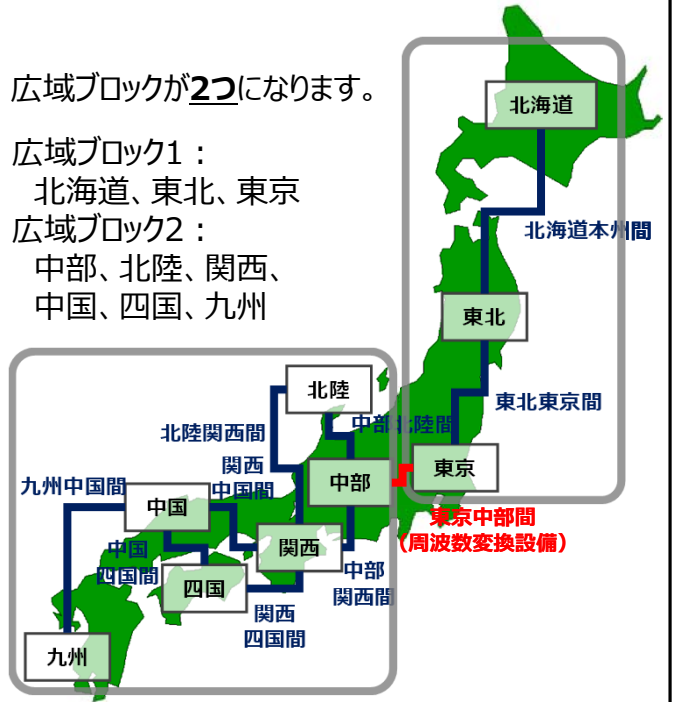 広域ブロックが2つになります。
広域ブロック1：
北海道、東北、東京
広域ブロック2：
中部、北陸、関西、
中国、四国、九州
北海道
北海道本州間
東北
東北東京間
北陸
北陸関西間
中部北陸間
東京
中部
関西
中国間
九州中国間
中国
東京中部間
（周波数変換設備）
関西
中国
四国間
中部
関西間
四国
関西
四国間
九州